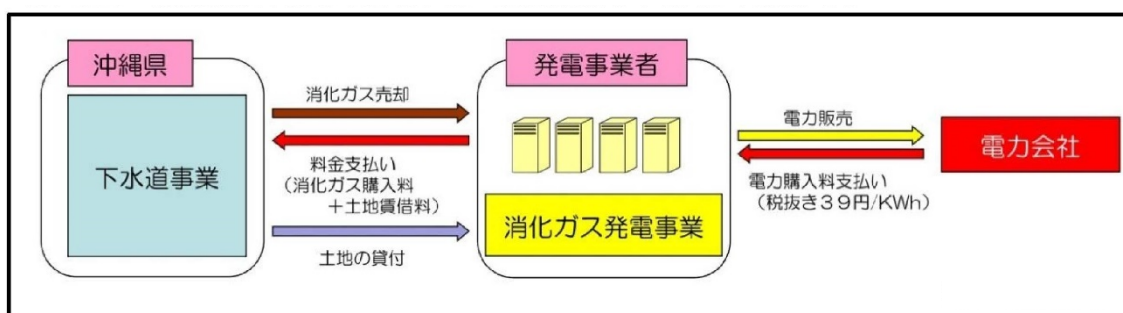 沖縄県
下水道事業
消化ガス売却
料金支払い
(消化ガス購入料
+土地賃借料)
土地の貸付
発電事業者
消化ガス発電事業
電力販売
電力購入料支払い
(税抜き39円/KWh)
電力会社